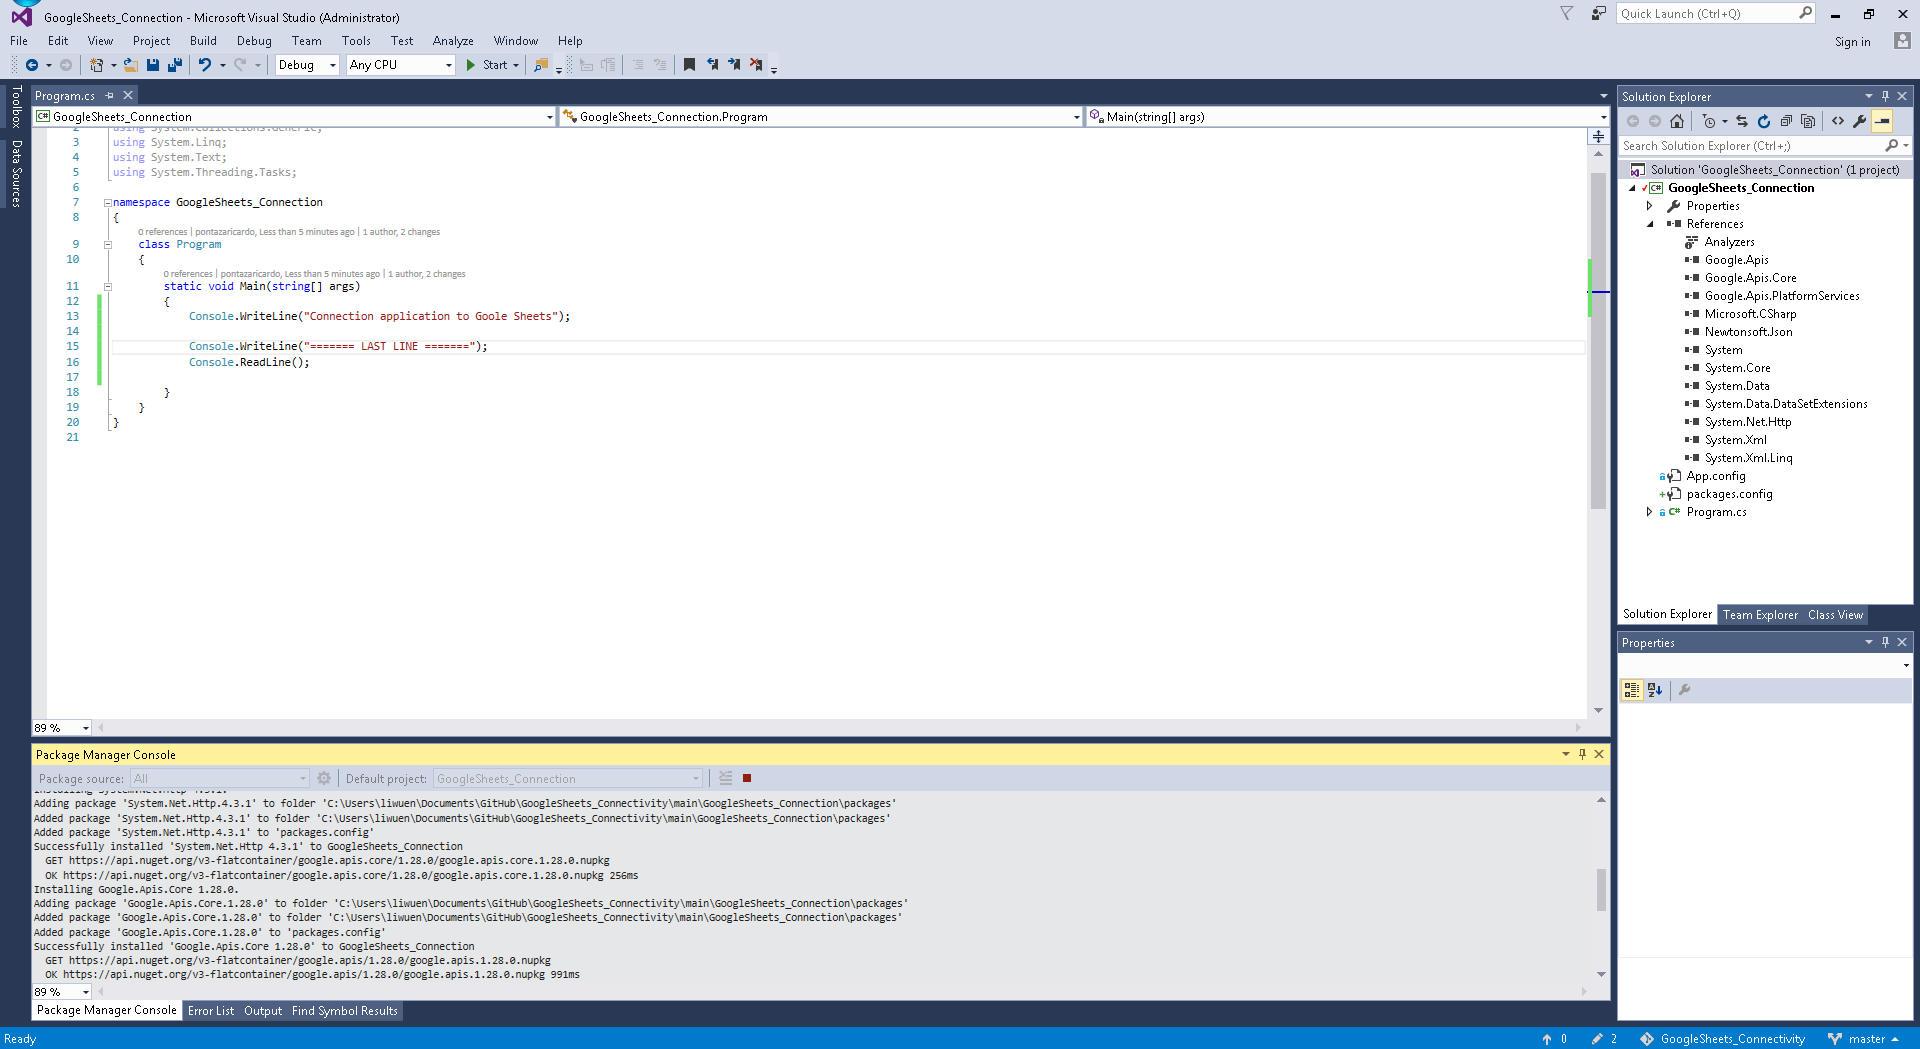 GoogleSheets_Connection - Microsoft Visual Studio (Administrator)
Quick Launch (Ctrl+Q)
File Edit View Project Build Debug Team Tools Test Analyze Window Help
Sign in
Debug Any CPU Start
Toolbox
Data Sources
Program.cs
GoogleSheets_Connection GoogleSheets_Connection.Program Main(string[] args)
2 using System.Collections.Generic;
3 using System.Linq;
4 using System.Text;
5 using System.Threading.Tasks;
6
7 namespace GoogleSheets_Connection
8 {
0 references | pontazaricardo, Less than 5 minutes ago | 1 author, 2 changes
9 class Program
10 {
0 references | pontazaricardo, Less than 5 minutes ago | 1 author, 2 changes
11 static void Main(string[] args)
12 {
13 Console.WriteLine("Connection application to Goole Sheets");
14
15 Console.WriteLine("======= LAST LINE =======");
16 Console.ReadLine();
17
18 }
19 }
20 }
21
89 %
Package Manager Console
Package source: All Default project: GoogleSheets_Connection
Installing System.Net.Http 4.3.1.
Adding package 'System.Net.Http.4.3.1' to folder 'C:\Users\liwuen\Documents\GitHub\GoogleSheets_Connectivity\main\GoogleSheets_Connection\packages'
Added package 'System.Net.Http.4.3.1' to folder 'C:\Users\liwuen\Documents\GitHub\GoogleSheets_Connectivity\main\GoogleSheets_Connection\packages'
Added package 'System.Net.Http.4.3.1' to 'packages.config'
Successfully installed 'System.Net.Http 4.3.1' to GoogleSheets_Connection
GET https://api.nuget.org/v3-flatcontainer/google.apis.core/1.28.0/google.apis.core.1.28.0.nupkg
OK https://api.nuget.org/v3-flatcontainer/google.apis.core/1.28.0/google.apis.core.1.28.0.nupkg 256ms
Installing Google.Apis.Core 1.28.0.
Adding package 'Google.Apis.Core.1.28.0' to folder 'C:\Users\liwuen\Documents\GitHub\GoogleSheets_Connectivity\main\GoogleSheets_Connection\packages'
Added package 'Google.Apis.Core.1.28.0' to folder 'C:\Users\liwuen\Documents\GitHub\GoogleSheets_Connectivity\main\GoogleSheets_Connection\packages'
Added package 'Google.Apis.Core.1.28.0' to 'packages.config'
Successfully installed 'Google.Apis.Core 1.28.0' to GoogleSheets_Connection
GET https://api.nuget.org/v3-flatcontainer/google.apis/1.28.0/google.apis.1.28.0.nupkg
OK https://api.nuget.org/v3-flatcontainer/google.apis/1.28.0/google.apis.1.28.0.nupkg 991ms
89 %
Package Manager Console Error List Output Find Symbol Results
Solution Explorer
Search Solution Explorer (Ctrl+;)
Solution 'GoogleSheets_Connection' (1 project)
C# GoogleSheets_Connection
Properties
References
Analyzers
Google.Apis
Google.Apis.Core
Google.Apis.PlatformServices
Microsoft.CSharp
Newtonsoft.Json
System
System.Core
System.Data
System.Data.DataSetExtensions
System.Net.Http
System.Xml
System.Xml.Linq
App.config
packages.config
C# Program.cs
Solution Explorer Team Explorer Class View
Properties
Ready
0 2 GoogleSheets_Connectivity master